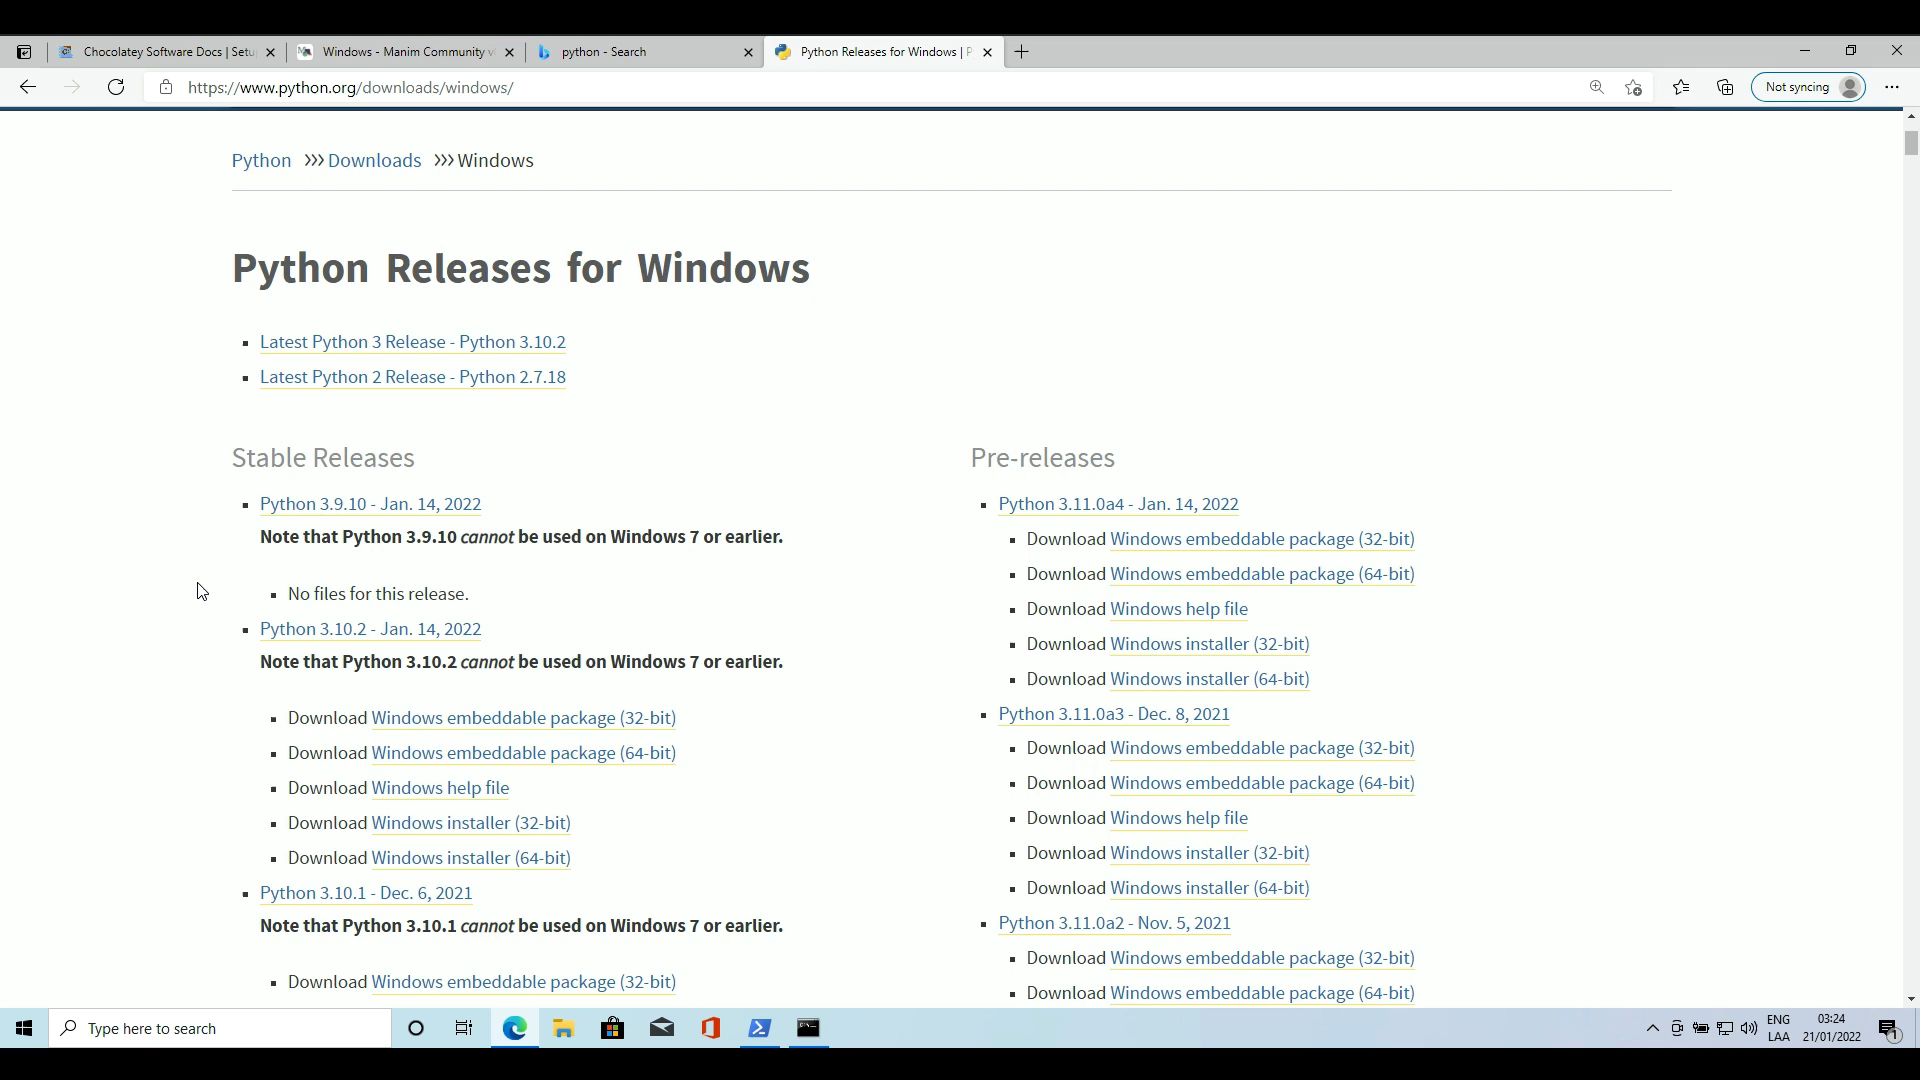 Chocolatey Software Docs | Setu
Windows - Manim Community v
python - Search
Python Releases for Windows | P
https://www.python.org/downloads/windows/
Not syncing
Python >>> Downloads >>> Windows
Python Releases for Windows
Latest Python 3 Release - Python 3.10.2
Latest Python 2 Release - Python 2.7.18
Stable Releases
Python 3.9.10 - Jan. 14, 2022
Note that Python 3.9.10 cannot be used on Windows 7 or earlier.
No files for this release.
Python 3.10.2 - Jan. 14, 2022
Note that Python 3.10.2 cannot be used on Windows 7 or earlier.
Download Windows embeddable package (32-bit)
Download Windows embeddable package (64-bit)
Download Windows help file
Download Windows installer (32-bit)
Download Windows installer (64-bit)
Python 3.10.1 - Dec. 6, 2021
Note that Python 3.10.1 cannot be used on Windows 7 or earlier.
Download Windows embeddable package (32-bit)
Pre-releases
Python 3.11.0a4 - Jan. 14, 2022
Download Windows embeddable package (32-bit)
Download Windows embeddable package (64-bit)
Download Windows help file
Download Windows installer (32-bit)
Download Windows installer (64-bit)
Python 3.11.0a3 - Dec. 8, 2021
Download Windows embeddable package (32-bit)
Download Windows embeddable package (64-bit)
Download Windows help file
Download Windows installer (32-bit)
Download Windows installer (64-bit)
Python 3.11.0a2 - Nov. 5, 2021
Download Windows embeddable package (32-bit)
Download Windows embeddable package (64-bit)
Type here to search
ENG
LAA
03:24
21/01/2022
1